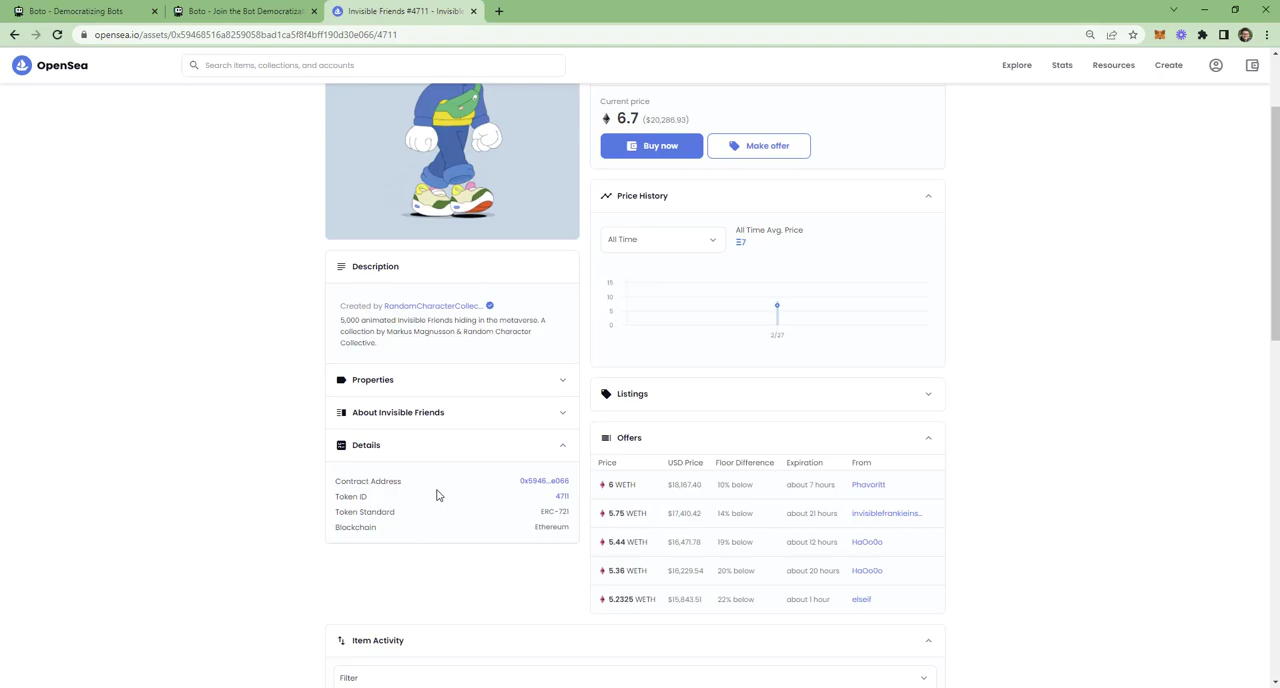 Boto - Democratizing Bots
Boto - Join the Bot Democratizat
Invisible Friends #4711 - Invisib
opensea.io/assets/0x59468516a8259058bad1ca5f8f4bff190d30e066/4711
OpenSea
Search items, collections, and accounts
Explore
Stats
Resources
Create
Current price
6.7 ($20,286.93)
Buy now
Make offer
Price History
All Time
All Time Avg. Price
Ξ7
15
10
5
0
2/27
Description
Created by RandomCharacterCollec...
5,000 animated Invisible Friends hiding in the metaverse. A
collection by Markus Magnusson & Random Character
Collective.
Properties
About Invisible Friends
Details
Contract Address 0x5946...e066
Token ID 4711
Token Standard ERC-721
Blockchain Ethereum
Listings
Offers
Price USD Price Floor Difference Expiration From
6 WETH $18,167.40 10% below about 7 hours Phavoritt
5.75 WETH $17,410.42 14% below about 21 hours invisiblefrankieins...
5.44 WETH $16,471.78 19% below about 12 hours HaOo0o
5.36 WETH $16,229.54 20% below about 20 hours HaOo0o
5.2325 WETH $15,843.51 22% below about 1 hour elseif
Item Activity
Filter